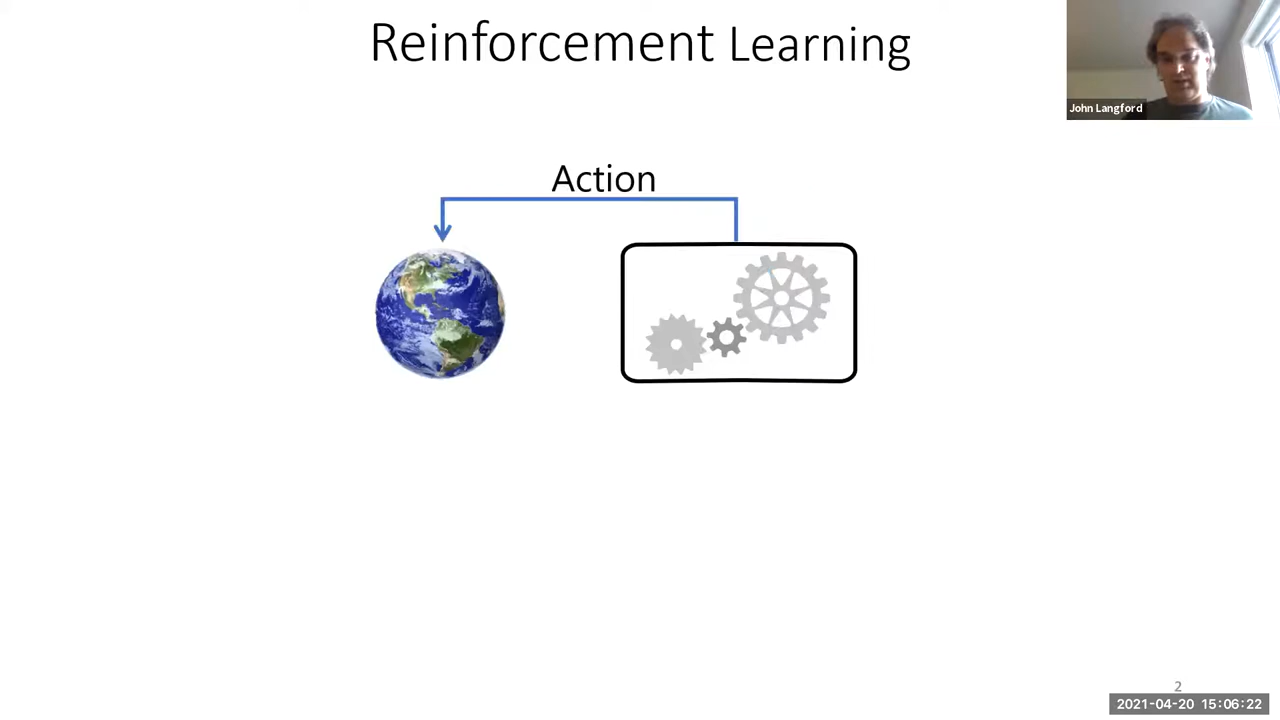 Reinforcement Learning
John Langford
Action
2
2021-04-20 15:06:22